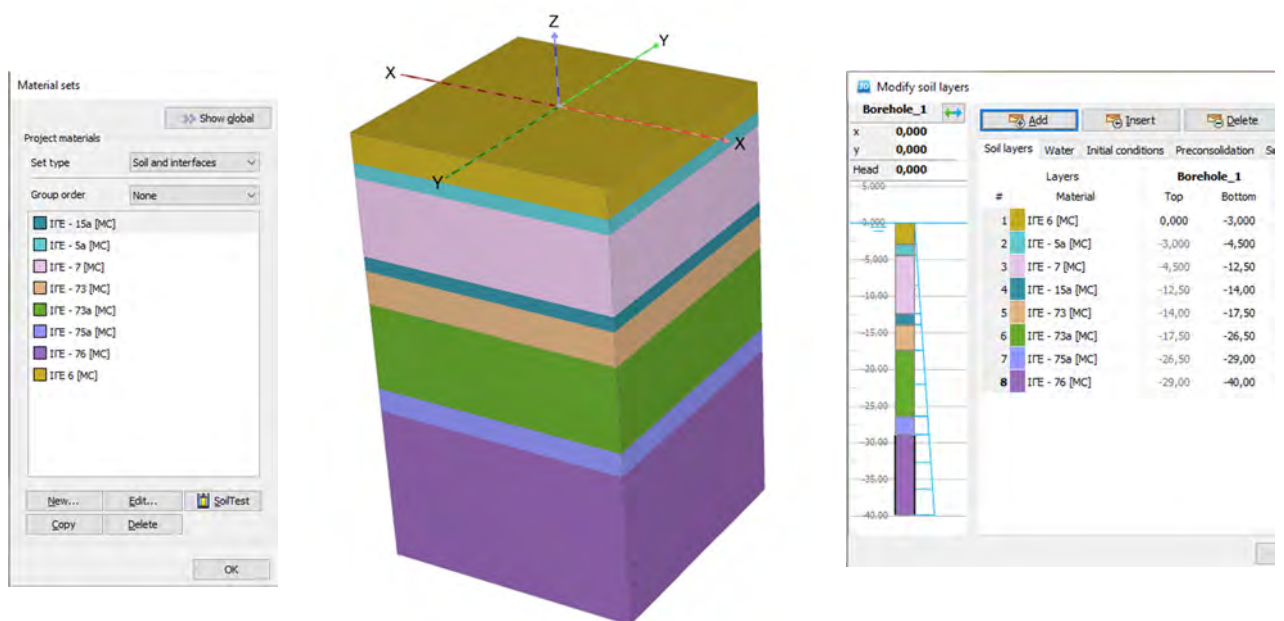 Material sets
Show global
Project materials
Set type Soil and interfaces
Group order None
ІГЕ - 15а [MC]
ІГЕ - 5а [MC]
ІГЕ - 7 [MC]
ІГЕ - 73 [MC]
ІГЕ - 73а [MC]
ІГЕ - 75а [MC]
ІГЕ - 76 [MC]
ІГЕ 6 [MC]
New... Edit... SoilTest
Copy Delete
OK
Z
Y
X
X
Y
Modify soil layers
Borehole_1
x 0,000
y 0,000
Head 0,000
Add Insert Delete
Soil layers Water Initial conditions Preconsolidation
Layers Borehole_1
# Material Top Bottom
1 ІГЕ 6 [MC] 0,000 -3,000
2 ІГЕ - 5а [MC] -3,000 -4,500
3 ІГЕ - 7 [MC] -4,500 -12,50
4 ІГЕ - 15а [MC] -12,50 -14,00
5 ІГЕ - 73 [MC] -14,00 -17,50
6 ІГЕ - 73а [MC] -17,50 -26,50
7 ІГЕ - 75а [MC] -26,50 -29,00
8 ІГЕ - 76 [MC] -29,00 -40,00
5,000
-0,000
-5,000
-10,00
-15,00
-20,00
-25,00
-30,00
-35,00
-40,00